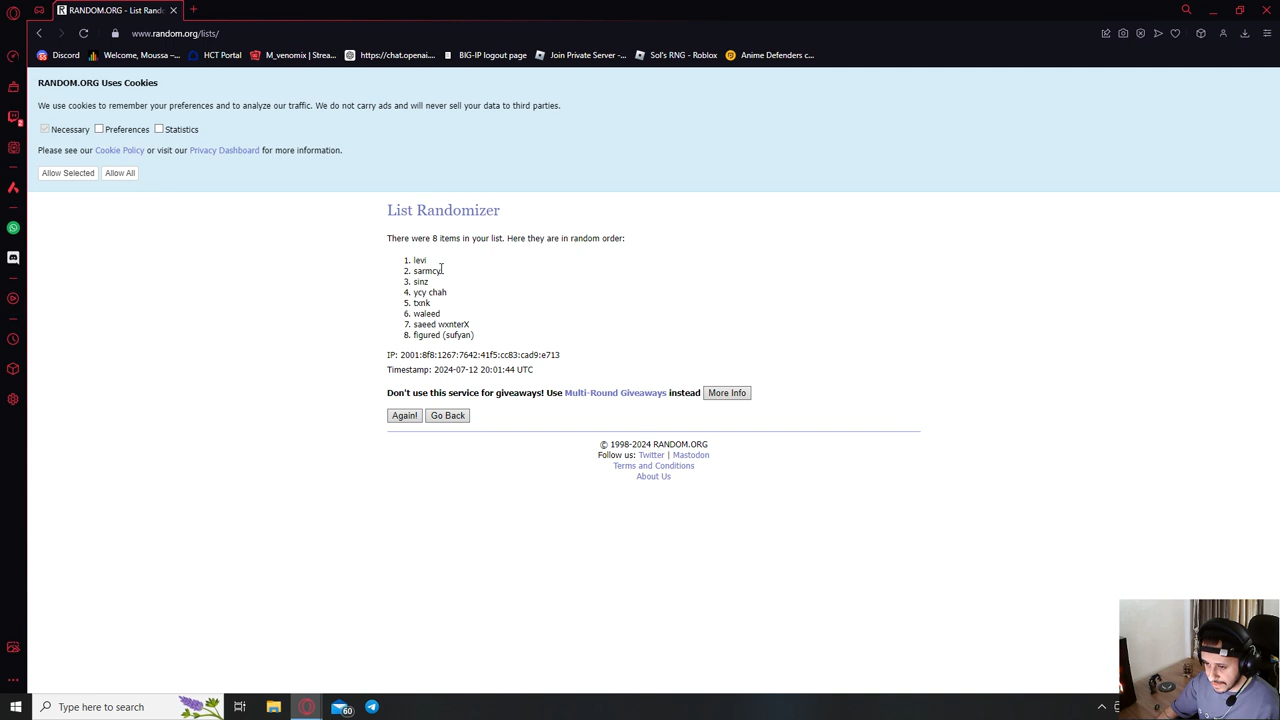 RANDOM.ORG - List Rando
www.random.org/lists/
Discord
Welcome, Moussa –...
HCT Portal
M_venomix | Strea...
https://chat.openai....
BIG-IP logout page
Join Private Server -...
Sol's RNG - Roblox
Anime Defenders c...
RANDOM.ORG Uses Cookies
We use cookies to remember your preferences and to analyze our traffic. We do not carry ads and will never sell your data to third parties.
Necessary Preferences Statistics
Please see our Cookie Policy or visit our Privacy Dashboard for more information.
Allow Selected Allow All
List Randomizer
There were 8 items in your list. Here they are in random order:
1. levi
2. sarmcy
3. sinz
4. ycy chah
5. txnk
6. waleed
7. saeed wxnterX
8. figured (sufyan)
IP: 2001:8f8:1267:7642:41f5:cc83:cad9:e713
Timestamp: 2024-07-12 20:01:44 UTC
Don't use this service for giveaways! Use Multi-Round Giveaways instead More Info
Again! Go Back
© 1998-2024 RANDOM.ORG
Follow us: Twitter | Mastodon
Terms and Conditions
About Us
Type here to search
60